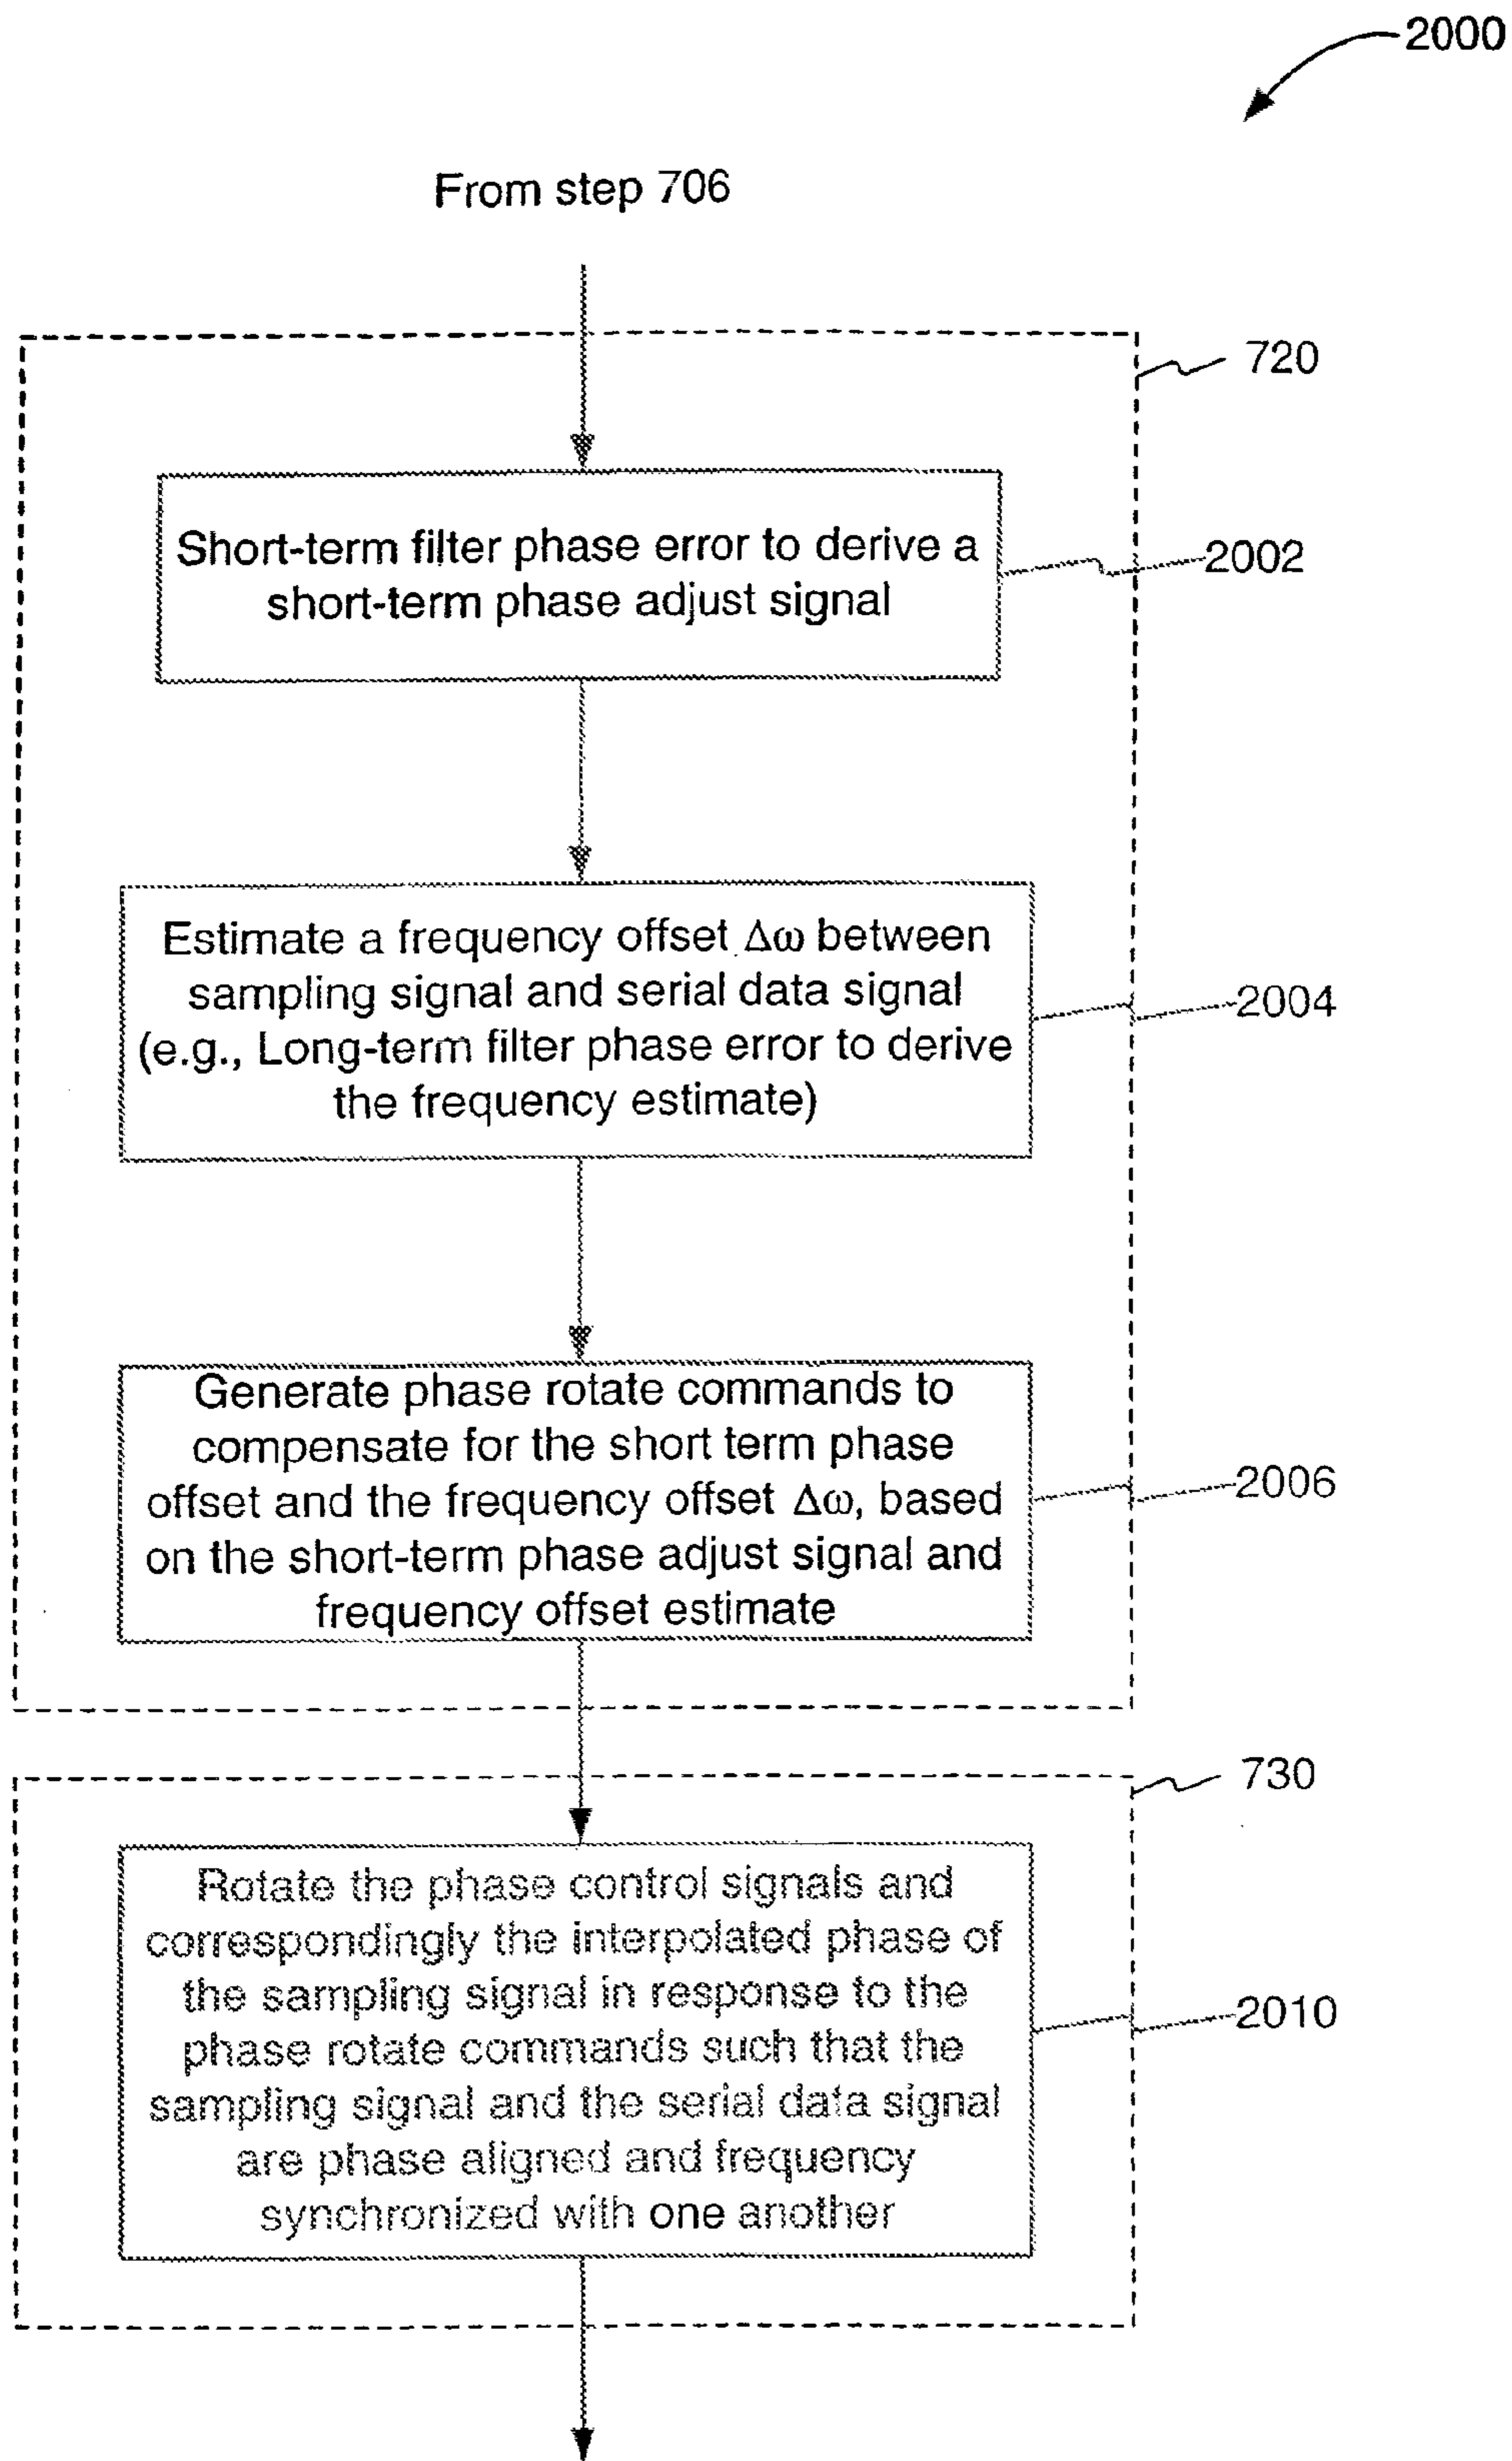 2000
From step 706
720
Short-term filter phase error to derive a
short-term phase adjust signal
2002
Estimate a frequency offset Δω between
sampling signal and serial data signal
(e.g., Long-term filter phase error to derive
the frequency estimate)
2004
Generate phase rotate commands to
compensate for the short term phase
offset and the frequency offset Δω, based
on the short-term phase adjust signal and
frequency offset estimate
2006
730
Rotate the phase control signals and
correspondingly the interpolated phase of
the sampling signal in response to the
phase rotate commands such that the
sampling signal and the serial data signal
are phase aligned and frequency
synchronized with one another
2010